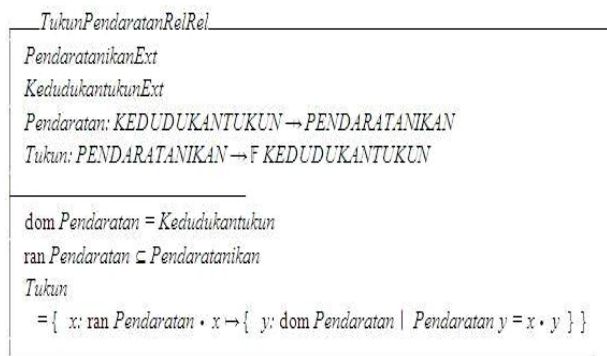 TukunPendaratanRelRel
PendaratanikanExt
KedudukantukunExt
Pendaratan: KEDUDUKANTUKUN → PENDARATANIKAN
Tukun: PENDARATANIKAN → 𝔽 KEDUDUKANTUKUN
dom Pendaratan = Kedudukantukun
ran Pendaratan ⊆ Pendaratanikan
Tukun
= { x: ran Pendaratan • x ↦ { y: dom Pendaratan | Pendaratan y = x • y } }